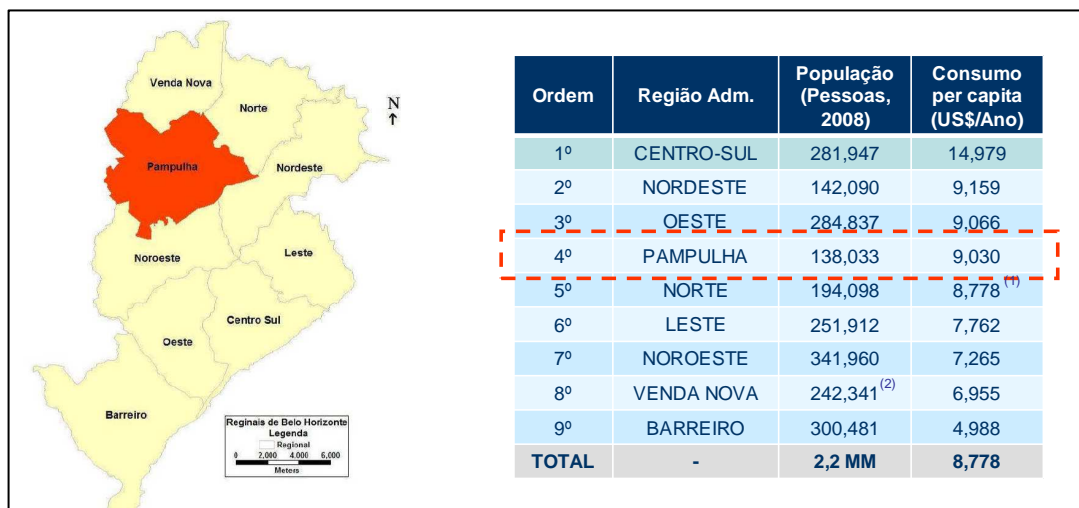 Venda Nova
Norte
N
Pampulha
Nordeste
Noroeste
Leste
Centro Sul
Oeste
Barreiro
Reginais de Belo Horizonte
Legenda
Regional
0 2,000 4.000 6,000
Meters
Ordem Região Adm. População (Pessoas, 2008) Consumo per capita (US$/Ano)
1º CENTRO-SUL 281,947 14,979
2º NORDESTE 142,090 9,159
3º OESTE 284,837 9,066
4º PAMPULHA 138,033 9,030
5º NORTE 194,098 8,778 (1)
6º LESTE 251,912 7,762
7º NOROESTE 341,960 7,265
8º VENDA NOVA 242,341 (2) 6,955
9º BARREIRO 300,481 4,988
TOTAL - 2,2 MM 8,778